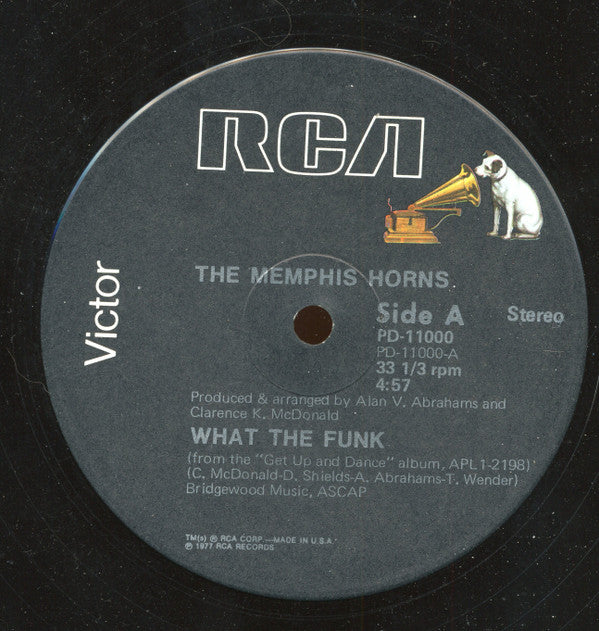 RCA
Victor
THE MEMPHIS HORNS
Side A
Stereo
PD-11000
PD-11000-A
33 1/3 rpm
4:57
Produced & arranged by Alan V. Abrahams and
Clarence K. McDonald
WHAT THE FUNK
(from the "Get Up and Dance" album, APL1-2198)
(C. McDonald-D. Shields-A. Abrahams-T. Wender)
Bridgewood Music, ASCAP
TM(s) ® RCA CORP.—MADE IN U.S.A.
℗ 1977 RCA RECORDS